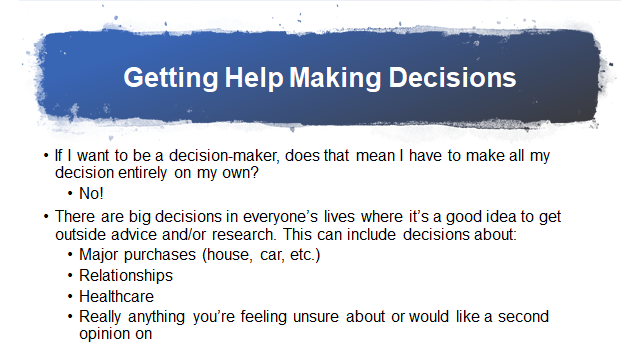 Getting Help Making Decisions
• If I want to be a decision-maker, does that mean I have to make all my
decision entirely on my own?
• No!
• There are big decisions in everyone's lives where it's a good idea to get
outside advice and/or research. This can include decisions about:
• Major purchases (house, car, etc.)
• Relationships
• Healthcare
• Really anything you're feeling unsure about or would like a second
opinion on